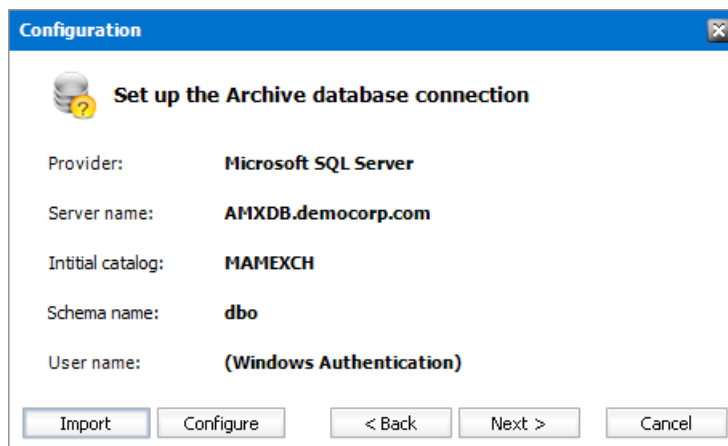 Configuration
Set up the Archive database connection
Provider: Microsoft SQL Server
Server name: AMXDB.democorp.com
Intitial catalog: MAMEXCH
Schema name: dbo
User name: (Windows Authentication)
Import Configure < Back Next > Cancel